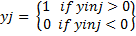 yj = {1 if yinj > 0
0 if yinj < 0}